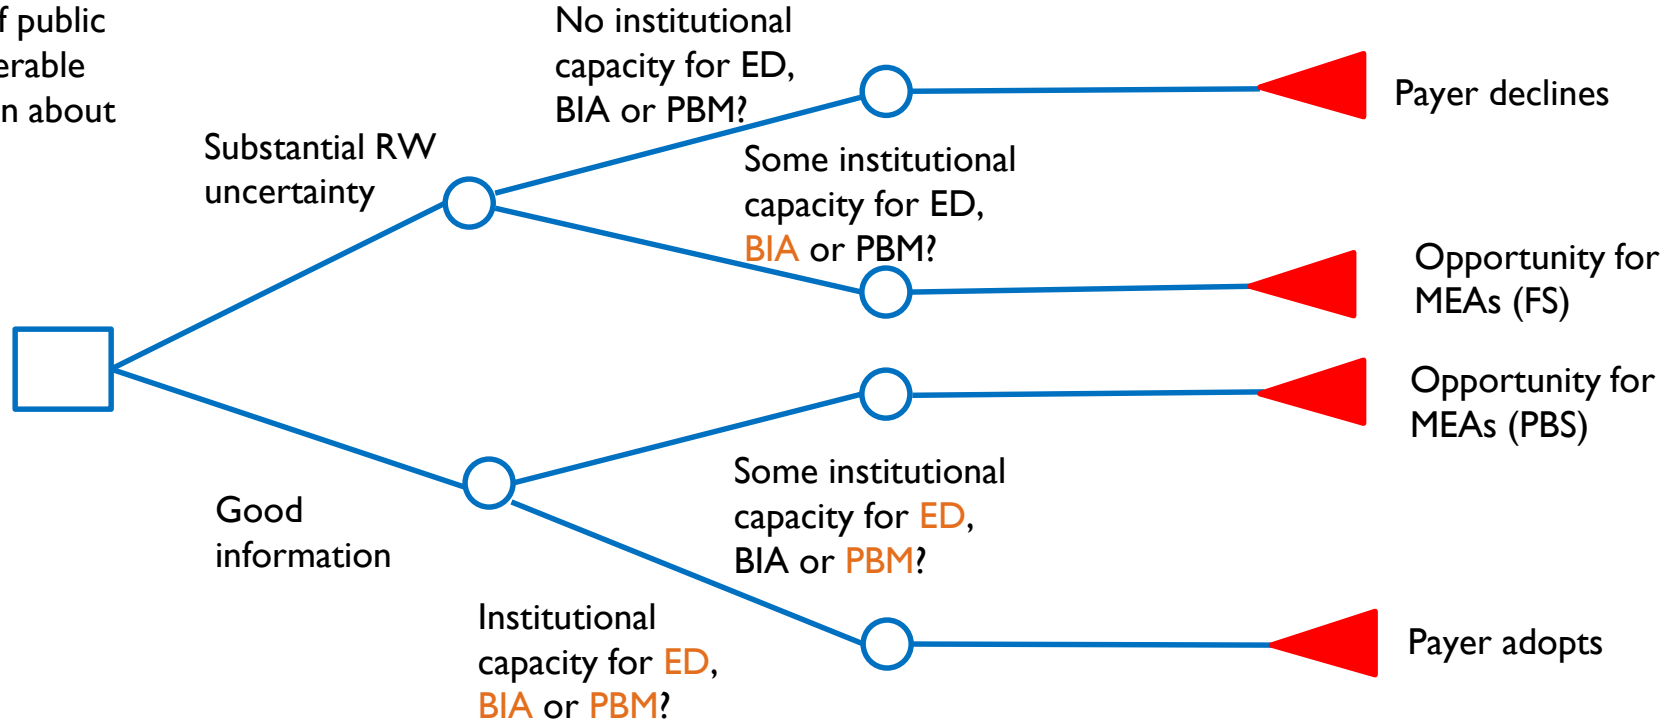 f public
erable
n about
No institutional
capacity for ED,
BIA or PBM?
Payer declines
Substantial RW
uncertainty
Some institutional
capacity for ED,
BIA or PBM?
Opportunity for
MEAs (FS)
Opportunity for
MEAs (PBS)
Some institutional
capacity for ED,
BIA or PBM?
Good
information
Institutional
capacity for ED,
BIA or PBM?
Payer adopts